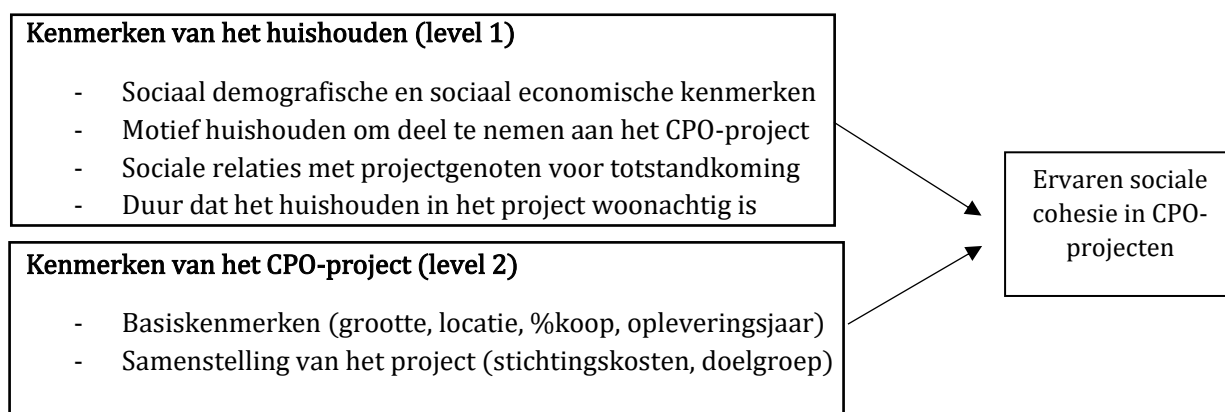 Kenmerken van het huishouden (level 1)
- Sociaal demografische en sociaal economische kenmerken
- Motief huishouden om deel te nemen aan het CPO-project
- Sociale relaties met projectgenoten voor totstandkoming
- Duur dat het huishouden in het project woonachtig is
Kenmerken van het CPO-project (level 2)
- Basiskenmerken (grootte, locatie, %koop, opleveringsjaar)
- Samenstelling van het project (stichtingskosten, doelgroep)
Ervaren sociale
cohesie in CPO-
projecten